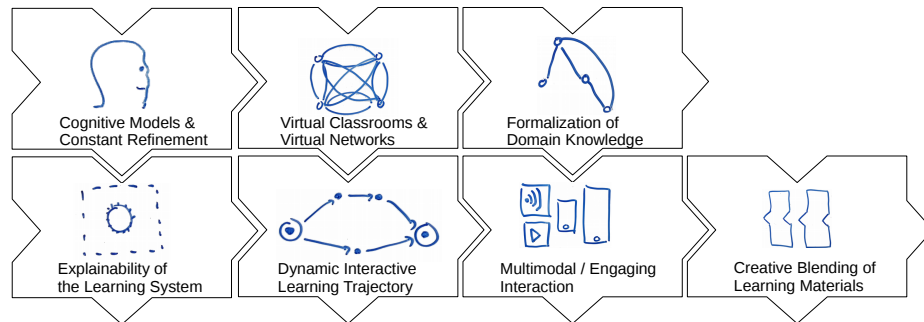 Cognitive Models &
Constant Refinement
Virtual Classrooms &
Virtual Networks
Formalization of
Domain Knowledge
Explainability of
the Learning System
Dynamic Interactive
Learning Trajectory
Multimodal / Engaging
Interaction
Creative Blending of
Learning Materials